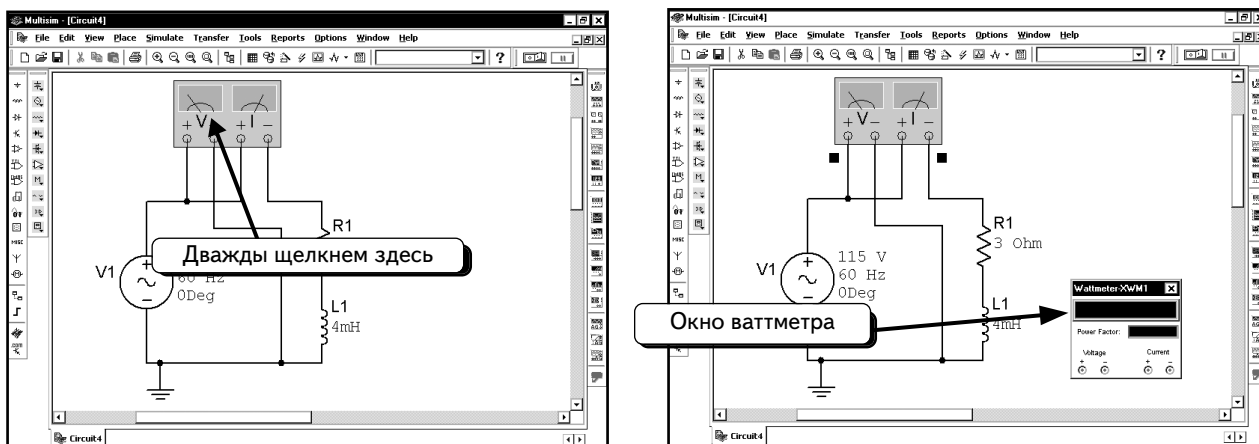 Multisim - [Circuit4]
File Edit View Place Simulate Transfer Tools Reports Options Window Help
?
V I
+ - + -
R1
Дважды щелкнем здесь
V1
+
60 Hz
0Deg
L1
4mH
MISC
Circuit4
Multisim - [Circuit4]
File Edit View Place Simulate Transfer Tools Reports Options Window Help
?
V I
+ - + -
R1
3 Ohm
V1
+
115 V
60 Hz
0Deg
L1
4mH
Окно ваттметра
Wattmeter-XWM1 X
Power Factor:
Voltage Current
+ - + -
MISC
Circuit4